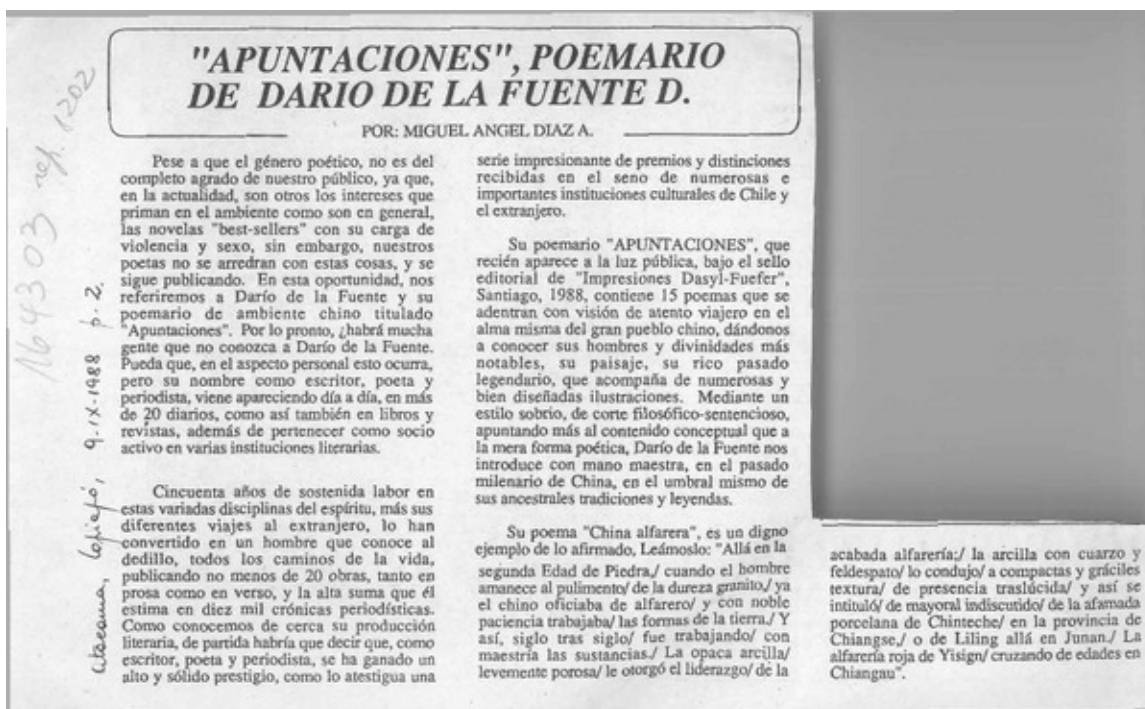 "APUNTACIONES", POEMARIO
DE DARIO DE LA FUENTE D.
POR: MIGUEL ANGEL DIAZ A.
Pese a que el género poético, no es del
completo agrado de nuestro público, ya que,
en la actualidad, son otros los intereses que
priman en el ambiente como son en general,
las novelas "best-sellers" con su carga de
violencia y sexo, sin embargo, nuestros
poetas no se arredran con estas cosas, y se
sigue publicando. En esta oportunidad, nos
referiremos a Darío de la Fuente y su
poemario de ambiente chino titulado
"Apuntaciones". Por lo pronto, ¿habrá mucha
gente que no conozca a Darío de la Fuente.
Pueda que, en el aspecto personal esto ocurra,
pero su nombre como escritor, poeta y
periodista, viene apareciendo día a día, en más
de 20 diarios, como así también en libros y
revistas, además de pertenecer como socio
activo en varias instituciones literarias.
Cincuenta años de sostenida labor en
estas variadas disciplinas del espíritu, más sus
diferentes viajes al extranjero, lo han
convertido en un hombre que conoce al
dedillo, todos los caminos de la vida,
publicando no menos de 20 obras, tanto en
prosa como en verso, y la alta suma que él
estima en diez mil crónicas periodísticas.
Como conocemos de cerca su producción
literaria, de partida habría que decir que, como
escritor, poeta y periodista, se ha ganado un
alto y sólido prestigio, como lo atestigua una
serie impresionante de premios y distinciones
recibidas en el seno de numerosas e
importantes instituciones culturales de Chile y
el extranjero.
Su poemario "APUNTACIONES", que
recién aparece a la luz pública, bajo el sello
editorial de "Impresiones Dasyl-Fuefer",
Santiago, 1988, contiene 15 poemas que se
adentran con visión de atento viajero en el
alma misma del gran pueblo chino, dándonos
a conocer sus hombres y divinidades más
notables, su paisaje, su rico pasado
legendario, que acompaña de numerosas y
bien diseñadas ilustraciones. Mediante un
estilo sobrio, de corte filosófico-sentencioso,
apuntando más al contenido conceptual que a
la mera forma poética, Darío de la Fuente nos
introduce con mano maestra, en el pasado
milenario de China, en el umbral mismo de
sus ancestrales tradiciones y leyendas.
Su poema "China alfarera", es un digno
ejemplo de lo afirmado, Leámoslo: "Allá en la
segunda Edad de Piedra,/ cuando el hombre
amanece al pulimento/ de la dureza granito,/ ya
el chino oficiaba de alfarero/ y con noble
paciencia trabajaba/ las formas de la tierra./ Y
así, siglo tras siglo/ fue trabajando/ con
maestría las sustancias./ La opaca arcilla/
levemente porosa/ le otorgó el liderazgo/ de la
acabada alfarería;/ la arcilla con cuarzo y
feldespato/ lo condujo/ a compactas y gráciles
textura/ de presencia traslúcida/ y así se
intituló/ de mayoral indiscutido/ de la afamada
porcelana de Chinteche/ en la provincia de
Chiangse,/ o de Liling allá en Junan./ La
alfarería roja de Yisign/ cruzando de edades en
Chiangau".
Atacama, Copiapó, 9-IX-1988 p. 2.
164303 ref. 1202